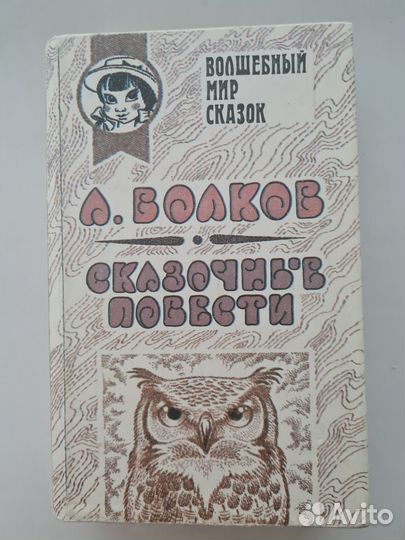 ВОЛШЕБНЫЙ
МИР
СКАЗОК
А. ВОЛКОВ
СКАЗОЧНЫЕ
ПОВЕСТИ
Avito